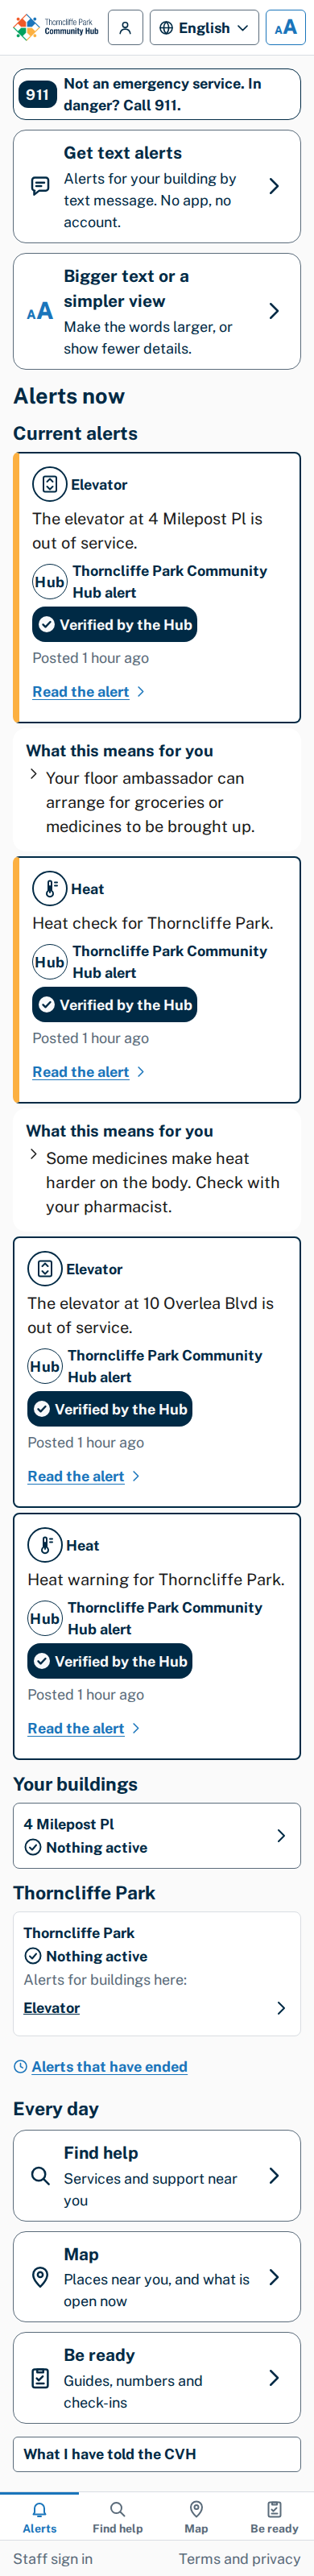 Thorncliffe Park
Community Hub
English
AA
911
Not an emergency service. In
danger? Call 911.
Get text alerts
Alerts for your building by
text message. No app, no
account.
AA
Bigger text or a
simpler view
Make the words larger, or
show fewer details.
Alerts now
Current alerts
Elevator
The elevator at 4 Milepost Pl is
out of service.
Hub
Thorncliffe Park Community
Hub alert
Verified by the Hub
Posted 1 hour ago
Read the alert
What this means for you
Your floor ambassador can
arrange for groceries or
medicines to be brought up.
Heat
Heat check for Thorncliffe Park.
Hub
Thorncliffe Park Community
Hub alert
Verified by the Hub
Posted 1 hour ago
Read the alert
What this means for you
Some medicines make heat
harder on the body. Check with
your pharmacist.
Elevator
The elevator at 10 Overlea Blvd is
out of service.
Hub
Thorncliffe Park Community
Hub alert
Verified by the Hub
Posted 1 hour ago
Read the alert
Heat
Heat warning for Thorncliffe Park.
Hub
Thorncliffe Park Community
Hub alert
Verified by the Hub
Posted 1 hour ago
Read the alert
Your buildings
4 Milepost Pl
Nothing active
Thorncliffe Park
Thorncliffe Park
Nothing active
Alerts for buildings here:
Elevator
Alerts that have ended
Every day
Find help
Services and support near
you
Map
Places near you, and what is
open now
Be ready
Guides, numbers and
check-ins
What I have told the CVH
Alerts
Find help
Map
Be ready
Staff sign in
Terms and privacy